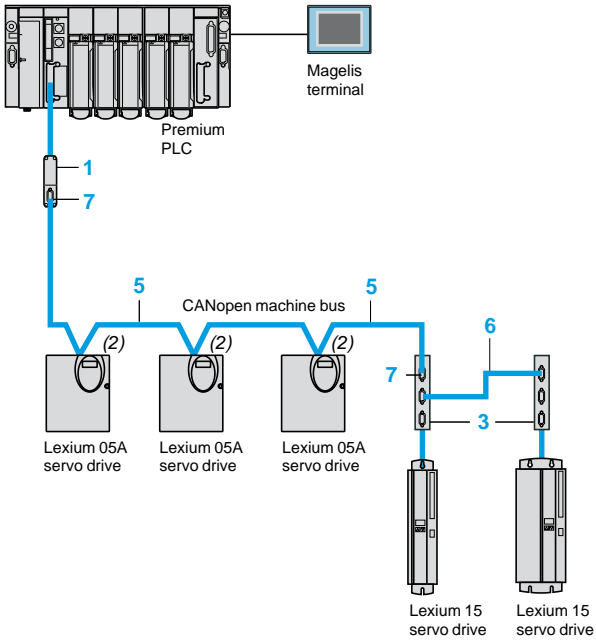 Magelis
terminal
Premium
PLC
1
7
5
CANopen machine bus
5
6
(2)
(2)
(2)
7
3
Lexium 05A
servo drive
Lexium 05A
servo drive
Lexium 05A
servo drive
Lexium 15
servo drive
Lexium 15
servo drive